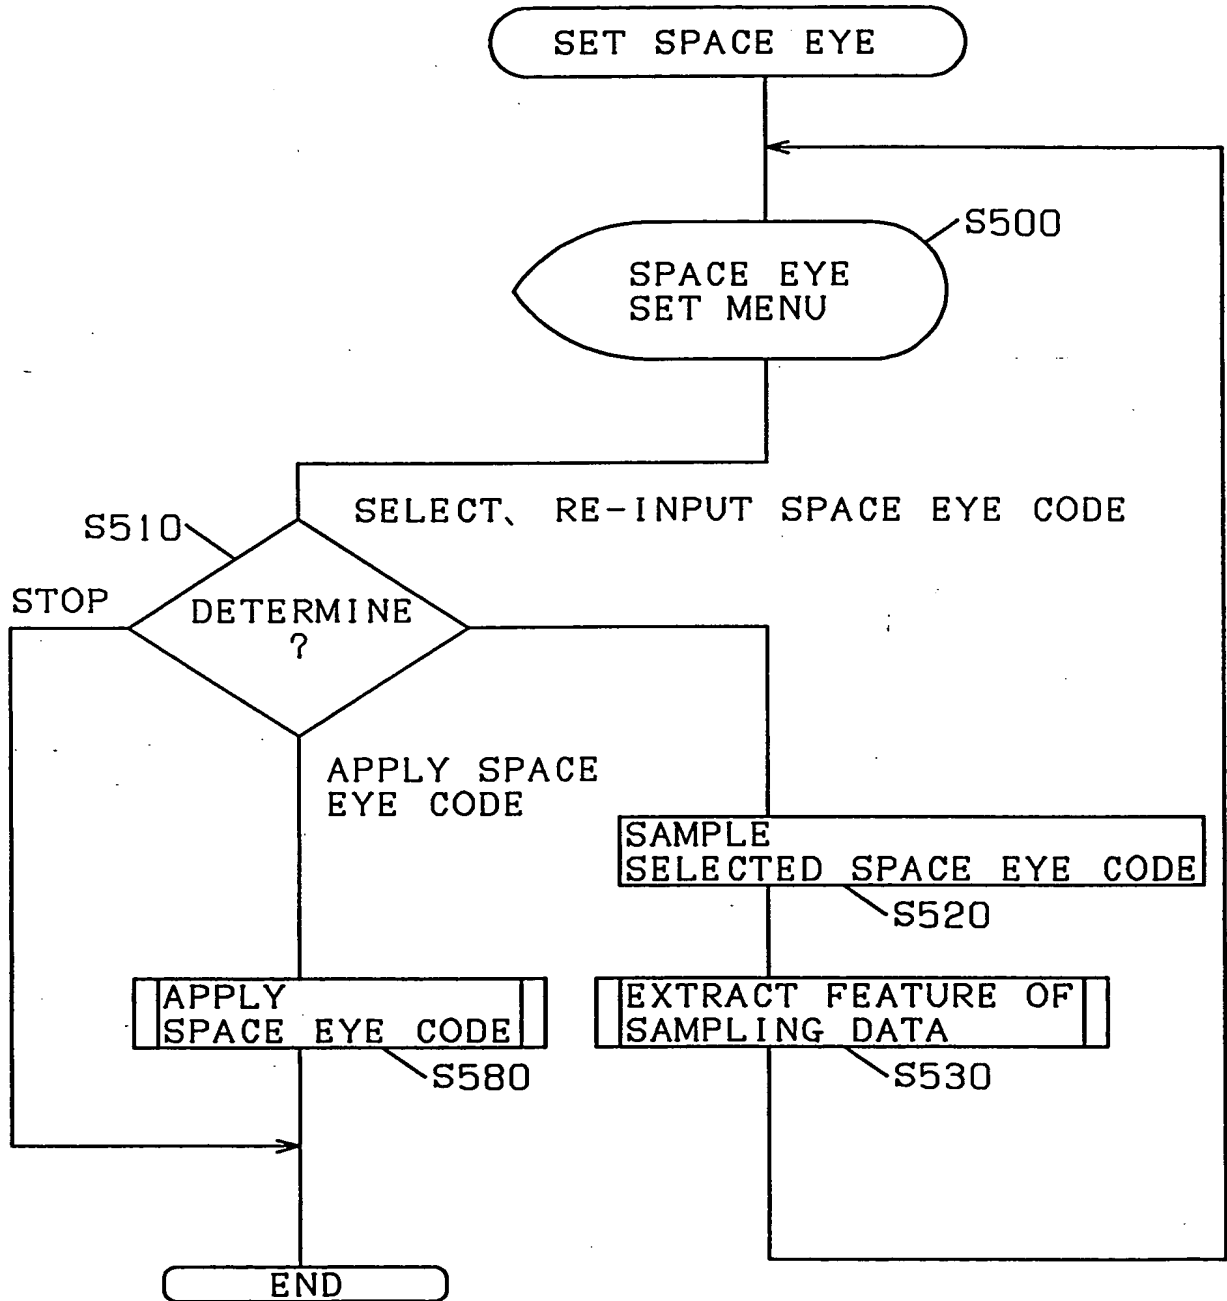 SET SPACE EYE
S500
SPACE EYE
SET MENU
SELECT、 RE-INPUT SPACE EYE CODE
S510
STOP
DETERMINE
?
APPLY SPACE
EYE CODE
SAMPLE
SELECTED SPACE EYE CODE
S520
APPLY
SPACE EYE CODE
S580
EXTRACT FEATURE OF
SAMPLING DATA
S530
END